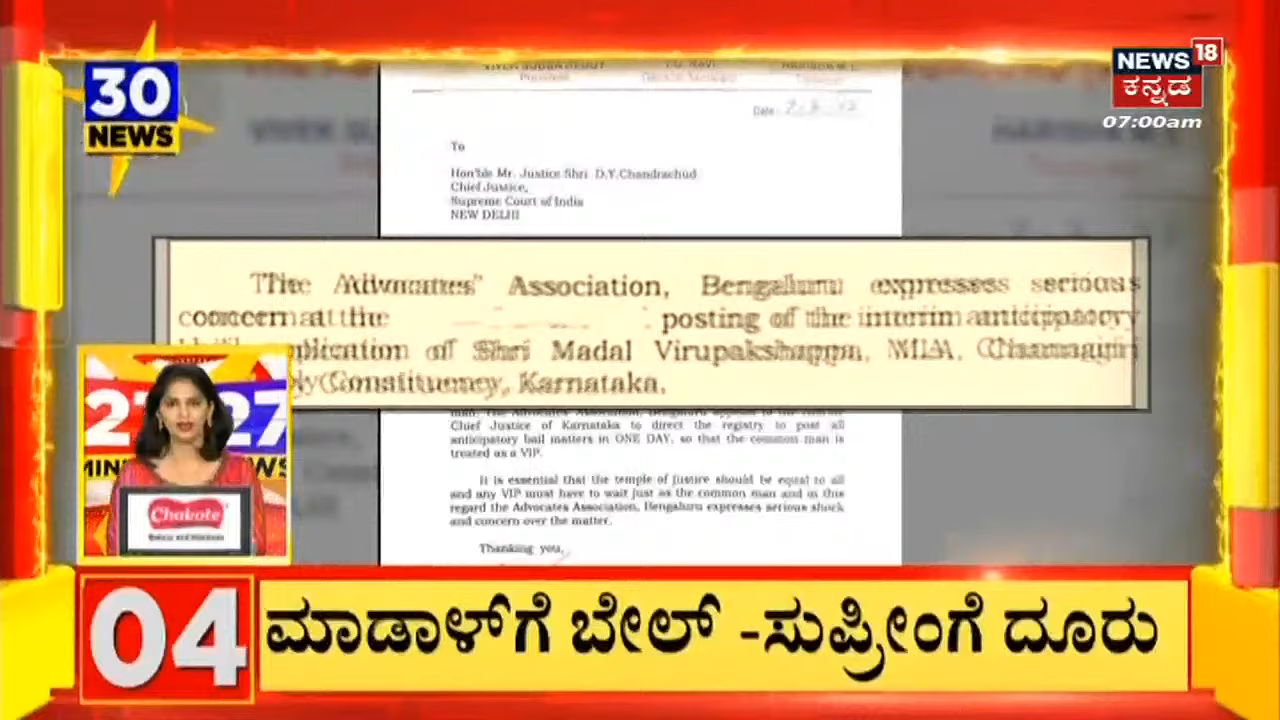 30
NEWS
NEWS 18
ಕನ್ನಡ
07:00am
Date
To
Hon'ble Mr. Justice Shri D.Y.Chandrachud
Chief Justice,
Supreme Court of India
NEW DELHI
The Advocates' Association, Bengaluru expresses serious
concern at the posting of the interim anticipatory
application of Shri Madal Virupakshappa, MLA, Channagiri
Constituency, Karnataka.
Chief Justice of Karnataka to direct the registry to post all
anticipatory bail matters in ONE DAY, so that the common man is
treated as a VIP.
It is essential that the temple of justice should be equal to all
and any VIP must have to wait just as the common man and in this
regard the Advocates Association, Bengaluru expresses serious shock
and concern over the matter.
Thanking you,
27
Chakote
04
ಮಾಡಾಳ್‌ಗೆ ಬೇಲ್ -ಸುಪ್ರೀಂಗೆ ದೂರು